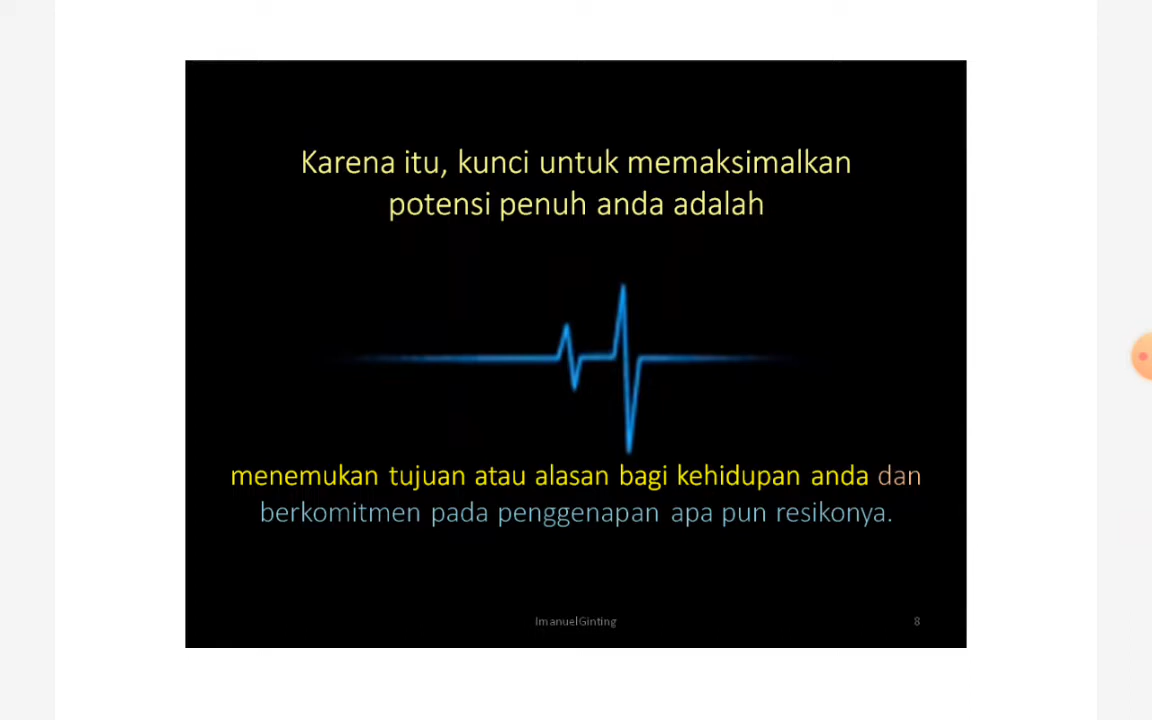 Karena itu, kunci untuk memaksimalkan
potensi penuh anda adalah
menemukan tujuan atau alasan bagi kehidupan anda dan
berkomitmen pada penggenapan apa pun resikonya.
ImanuelGinting
8